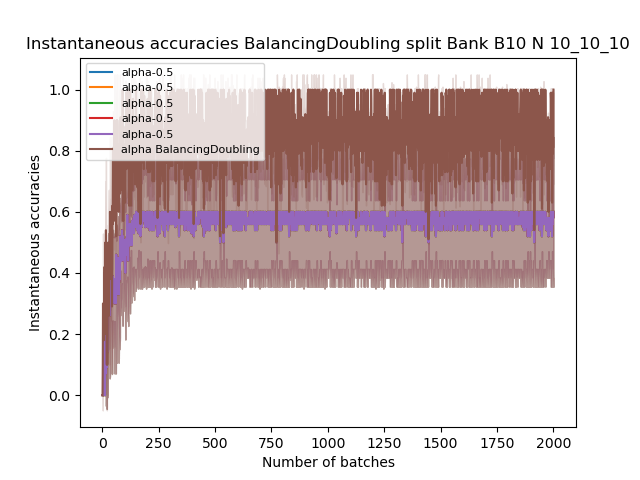 Instantaneous accuracies BalancingDoubling split Bank B10 N 10_10_10
alpha-0.5
alpha-0.5
alpha-0.5
alpha-0.5
alpha-0.5
alpha BalancingDoubling
1.0
0.8
0.6
0.4
0.2
0.0
Instantaneous accuracies
0 250 500 750 1000 1250 1500 1750 2000
Number of batches